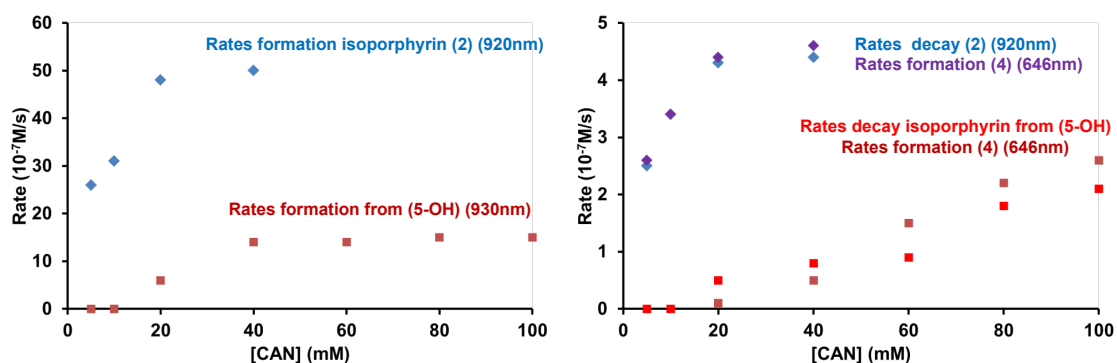 60
50
40
30
20
10
0
Rate (10-7M/s)
Rates formation isoporphyrin (2) (920nm)
Rates formation from (5-OH) (930nm)
0 20 40 60 80 100
[CAN] (mM)
5
4
3
2
1
0
Rate (10-7M/s)
Rates decay (2) (920nm)
Rates formation (4) (646nm)
Rates decay isoporphyrin from (5-OH)
Rates formation (4) (646nm)
0 20 40 60 80 100
[CAN] (mM)